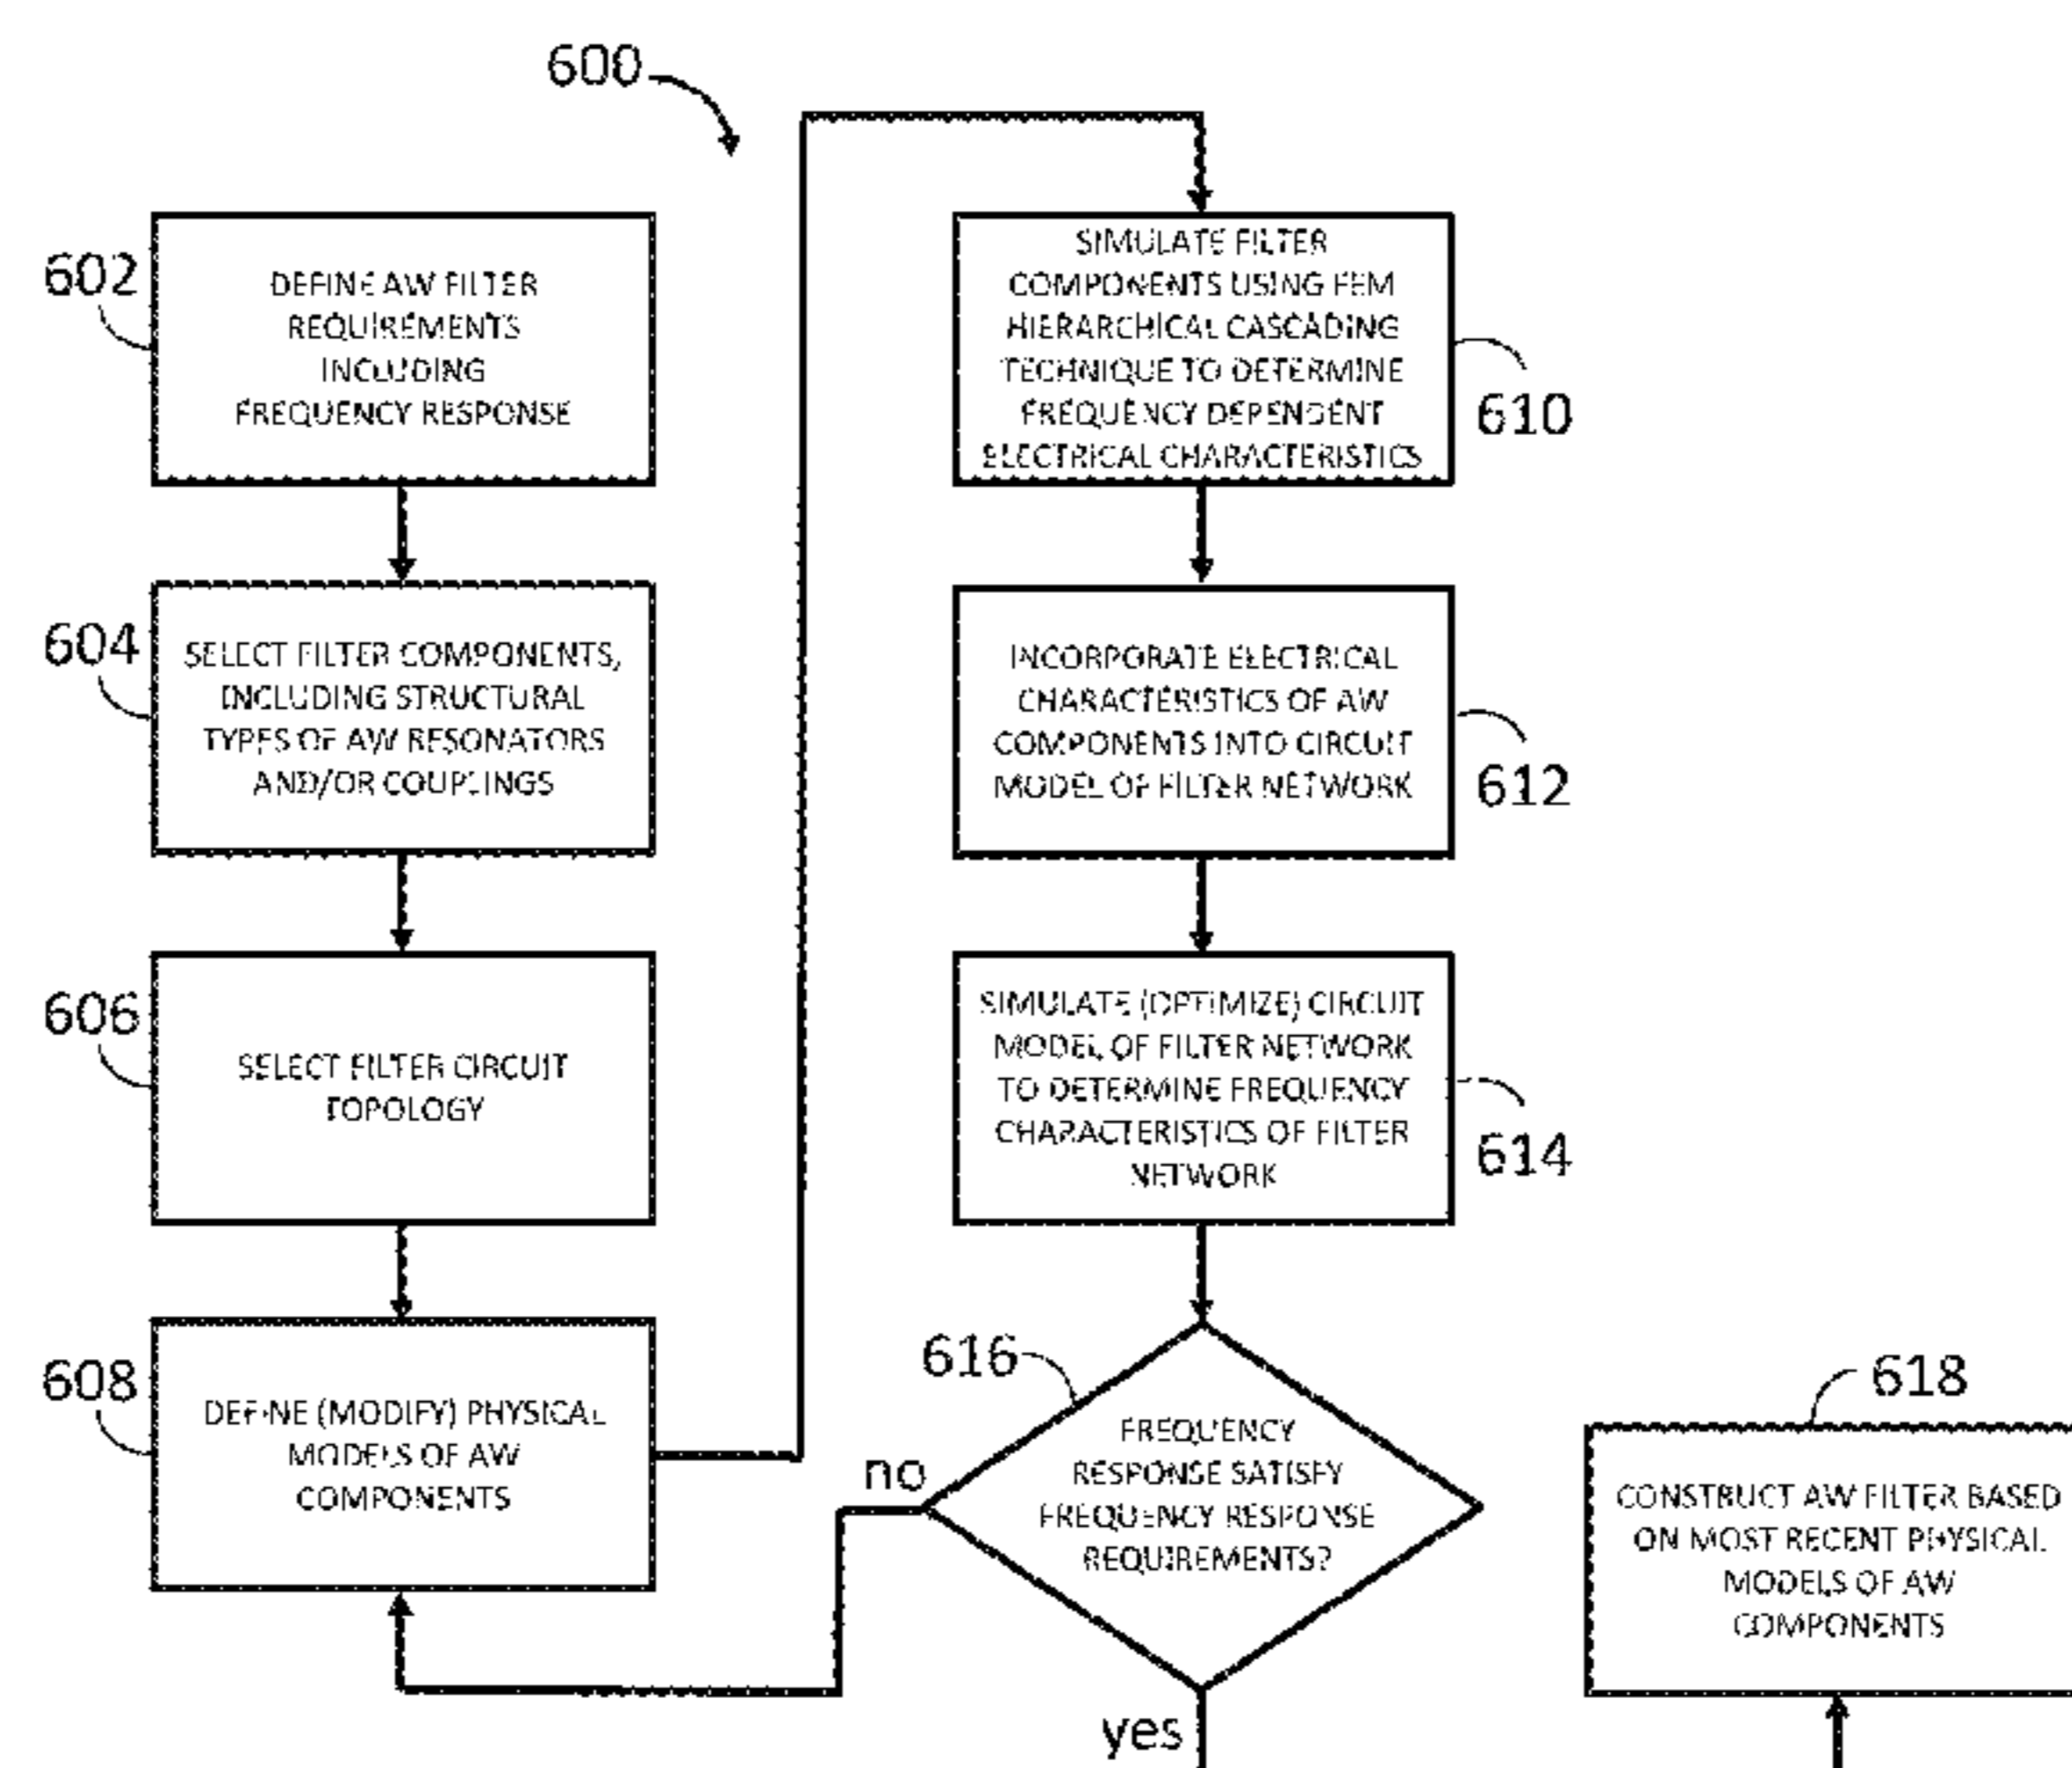 600
602
DEFINE AW FILTER
REQUIREMENTS
INCLUDING
FREQUENCY RESPONSE
604
SELECT FILTER COMPONENTS,
INCLUDING STRUCTURAL
TYPES OF AW RESONATORS
AND/OR COUPLINGS
606
SELECT FILTER CIRCUIT
TOPOLOGY
608
DEFINE (MODIFY) PHYSICAL
MODELS OF AW
COMPONENTS
SIMULATE FILTER
COMPONENTS USING FEM
HIERARCHICAL CASCADING
TECHNIQUE TO DETERMINE
FREQUENCY DEPENDENT
ELECTRICAL CHARACTERISTICS
610
INCORPORATE ELECTRICAL
CHARACTERISTICS OF AW
COMPONENTS INTO CIRCUIT
MODEL OF FILTER NETWORK
612
SIMULATE (OPTIMIZE) CIRCUIT
MODEL OF FILTER NETWORK
TO DETERMINE FREQUENCY
CHARACTERISTICS OF FILTER
NETWORK
614
616
FREQUENCY
RESPONSE SATISFY
FREQUENCY RESPONSE
REQUIREMENTS?
no
yes
618
CONSTRUCT AW FILTER BASED
ON MOST RECENT PHYSICAL
MODELS OF AW
COMPONENTS